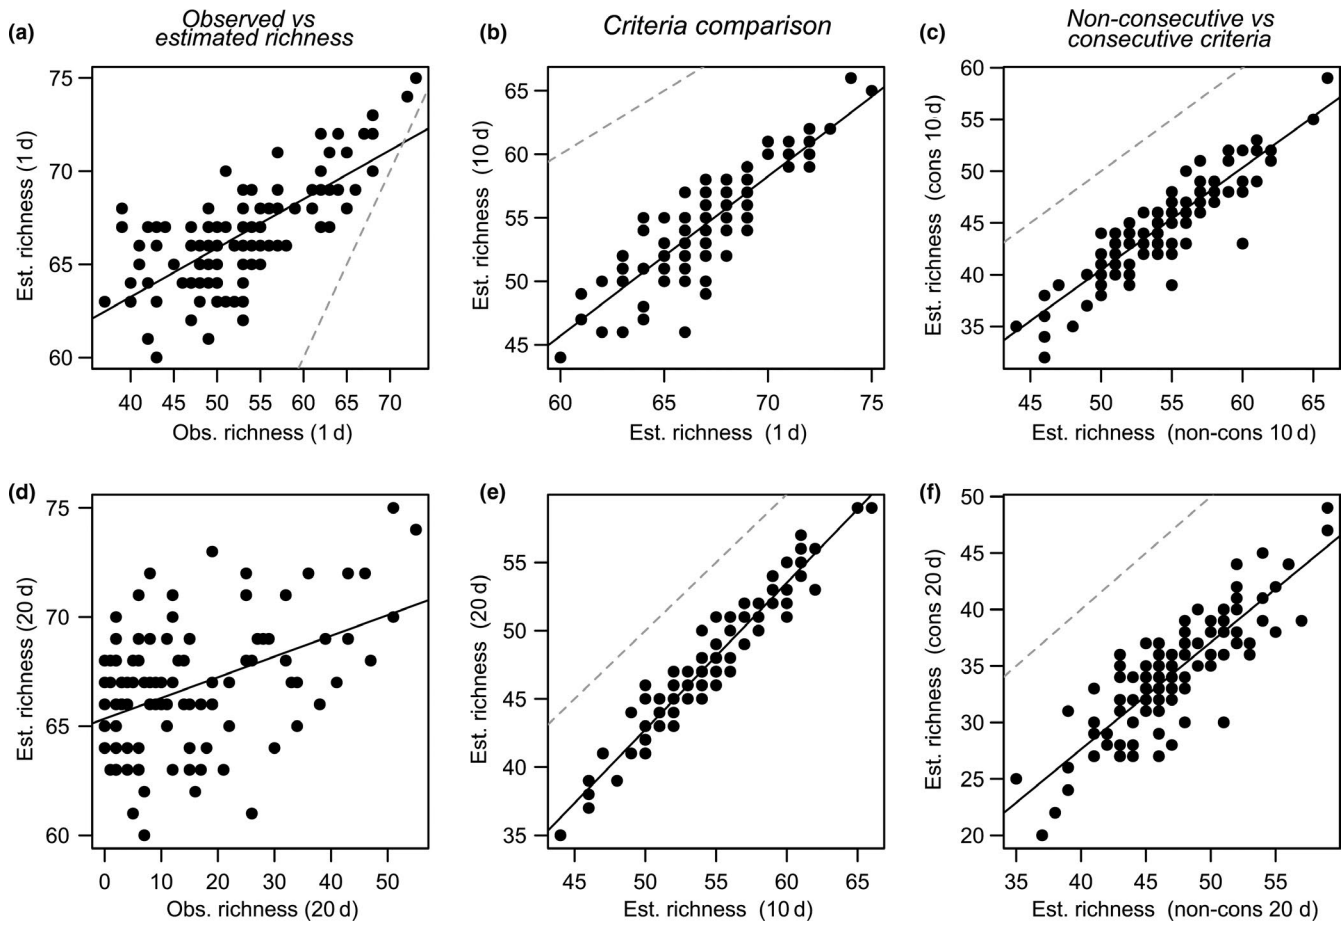 (a)
Observed vs
estimated richness
(b)
Criteria comparison
(c)
Non-consecutive vs
consecutive criteria
75
70
65
60
Est. richness (1 d)
40 45 50 55 60 65 70
Obs. richness (1 d)
65
60
55
50
45
Est. richness (10 d)
60 65 70 75
Est. richness (1 d)
60
55
50
45
40
35
Est. richness (cons 10 d)
45 50 55 60 65
Est. richness (non-cons 10 d)
(d)
75
70
65
60
Est. richness (20 d)
0 10 20 30 40 50
Obs. richness (20 d)
(e)
55
50
45
40
35
Est. richness (20 d)
45 50 55 60 65
Est. richness (10 d)
(f)
50
45
40
35
30
25
20
Est. richness (cons 20 d)
35 40 45 50 55
Est. richness (non-cons 20 d)